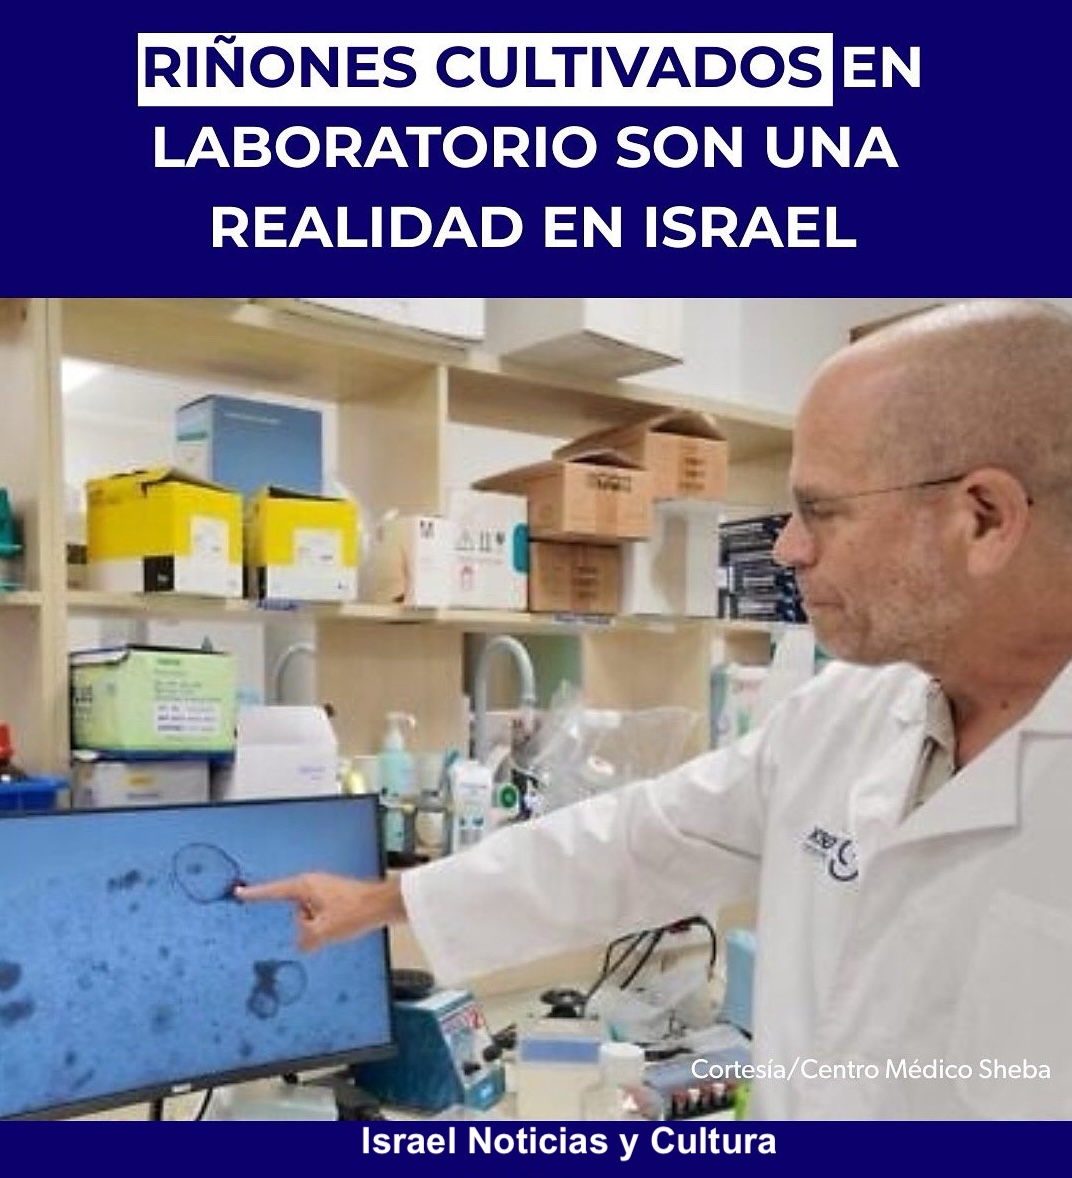 RIÑONES CULTIVADOS EN
LABORATORIO SON UNA
REALIDAD EN ISRAEL
Cortesía/Centro Médico Sheba
Israel Noticias y Cultura